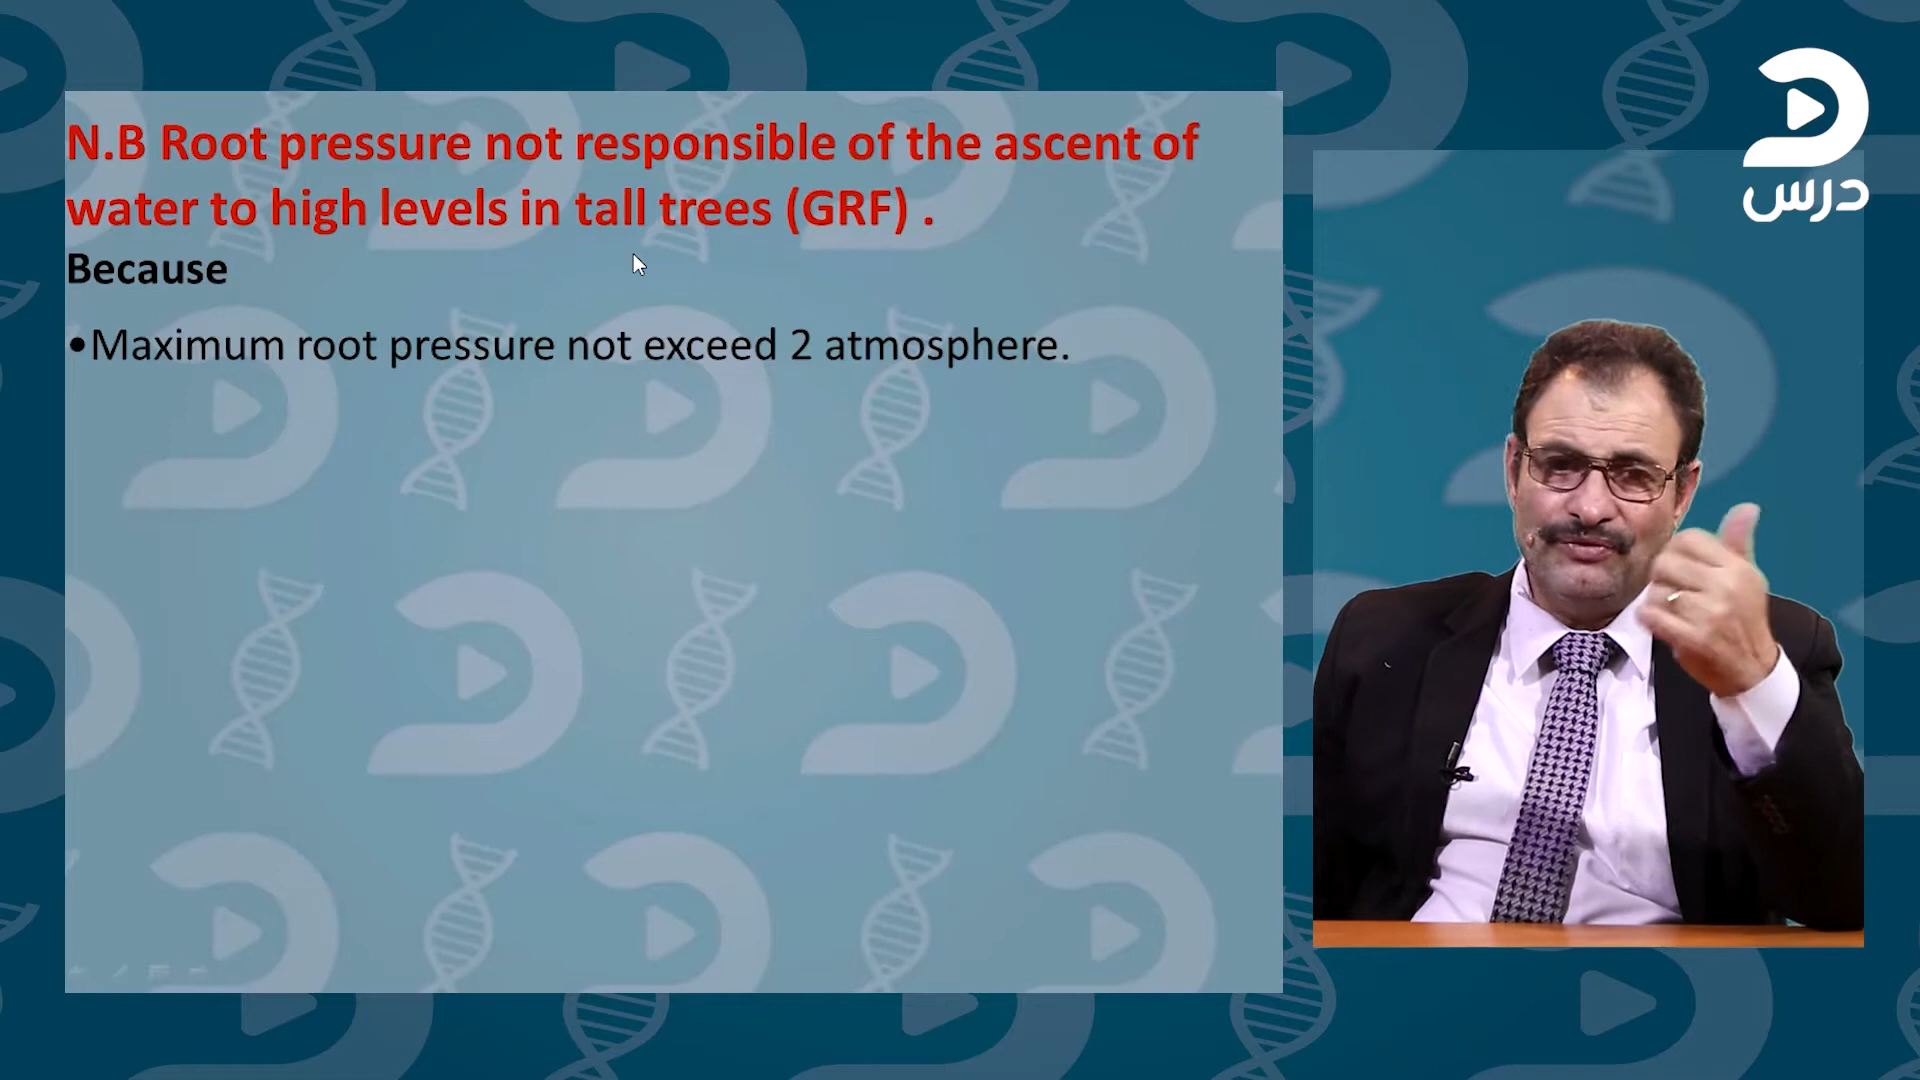 N.B Root pressure not responsible of the ascent of
water to high levels in tall trees (GRF) .
Because
•Maximum root pressure not exceed 2 atmosphere.
درس